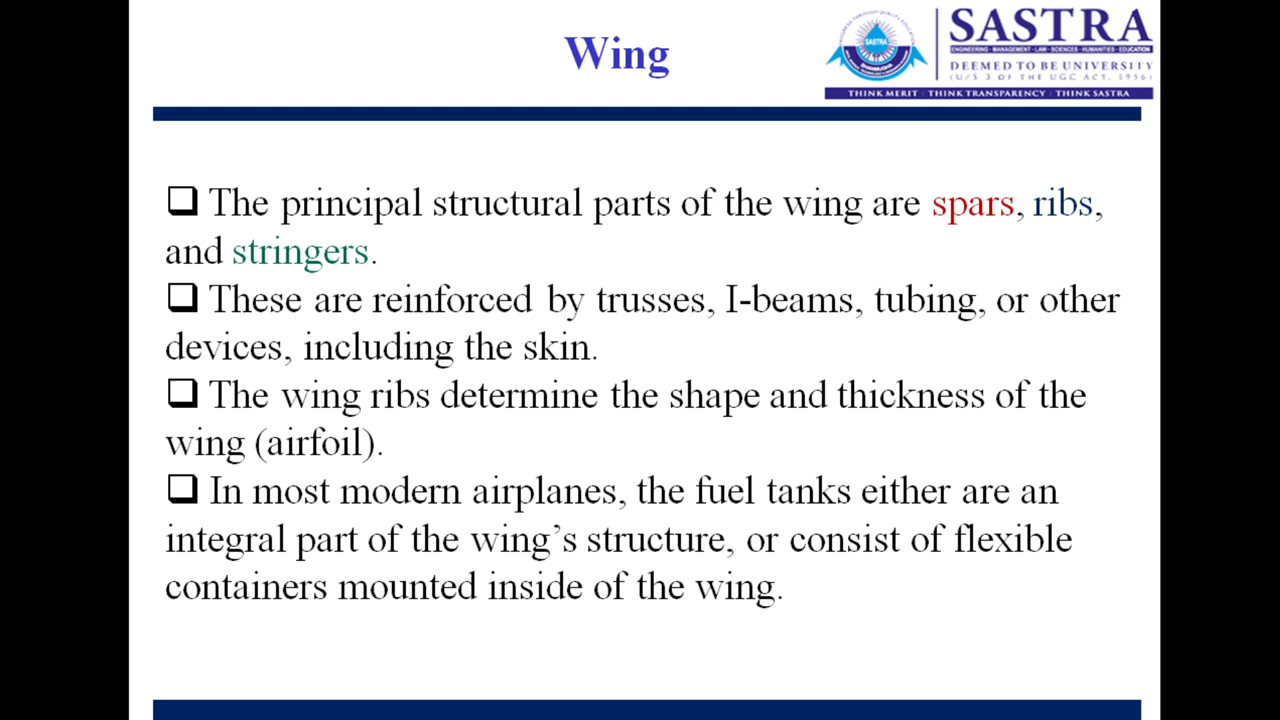 Wing
SASTRA
ENGINEERING · MANAGEMENT · LAW · SCIENCES · HUMANITIES · EDUCATION
DEEMED TO BE UNIVERSITY
(U/S 3 OF THE UGC ACT, 1956)
THINK MERIT | THINK TRANSPARENCY | THINK SASTRA
SASTRA
❑ The principal structural parts of the wing are spars, ribs,
and stringers.
❑ These are reinforced by trusses, I-beams, tubing, or other
devices, including the skin.
❑ The wing ribs determine the shape and thickness of the
wing (airfoil).
❑ In most modern airplanes, the fuel tanks either are an
integral part of the wing’s structure, or consist of flexible
containers mounted inside of the wing.